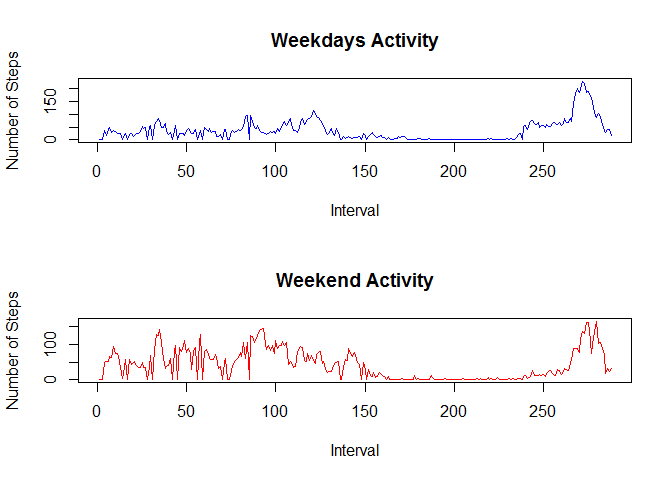 Weekdays Activity
Number of Steps
150
0
0 50 100 150 200 250
Interval
Weekend Activity
Number of Steps
100
0
0 50 100 150 200 250
Interval